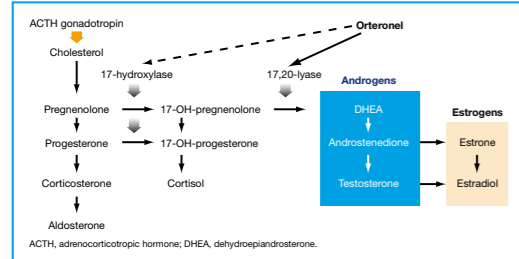 ACTH gonadotropin
Orteronel
Cholesterol
17-hydroxylase
17,20-lyase
Androgens
Pregnenolone
17-OH-pregnenolone
DHEA
Estrogens
Progesterone
17-OH-progesterone
Androstenedione
Estrone
Corticosterone
Cortisol
Testosterone
Estradiol
Aldosterone
ACTH, adrenocorticotropic hormone; DHEA, dehydroepiandrosterone.